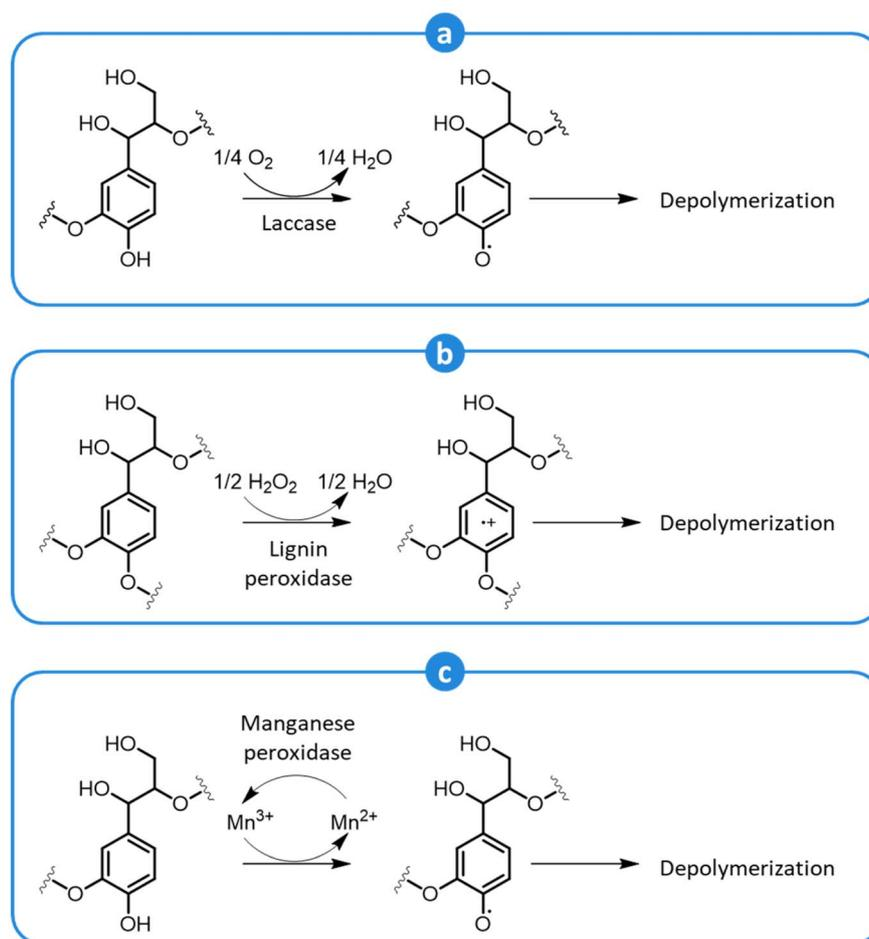 a
HO
HO
O
1/4 O₂
1/4 H₂O
Laccase
O
OH
HO
HO
O
O
O·
Depolymerization
b
HO
HO
O
1/2 H₂O₂
1/2 H₂O
Lignin
peroxidase
O
O
HO
HO
O
·+
O
O
Depolymerization
c
Manganese
peroxidase
HO
HO
O
Mn³⁺
Mn²⁺
O
OH
HO
HO
O
O
O·
Depolymerization